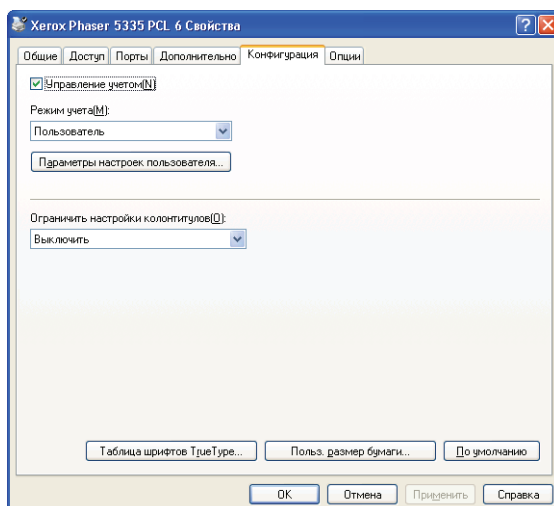 Xerox Phaser 5335 PCL 6 Свойства
Общие Доступ Порты Дополнительно Конфигурация Опции
Управление учетом(N)
Режим учета(M):
Пользователь
Параметры настроек пользователя...
Ограничить настройки колонтитулов(O):
Выключить
Таблица шрифтов TrueType... Польз. размер бумаги... По умолчанию
OK Отмена Применить Справка